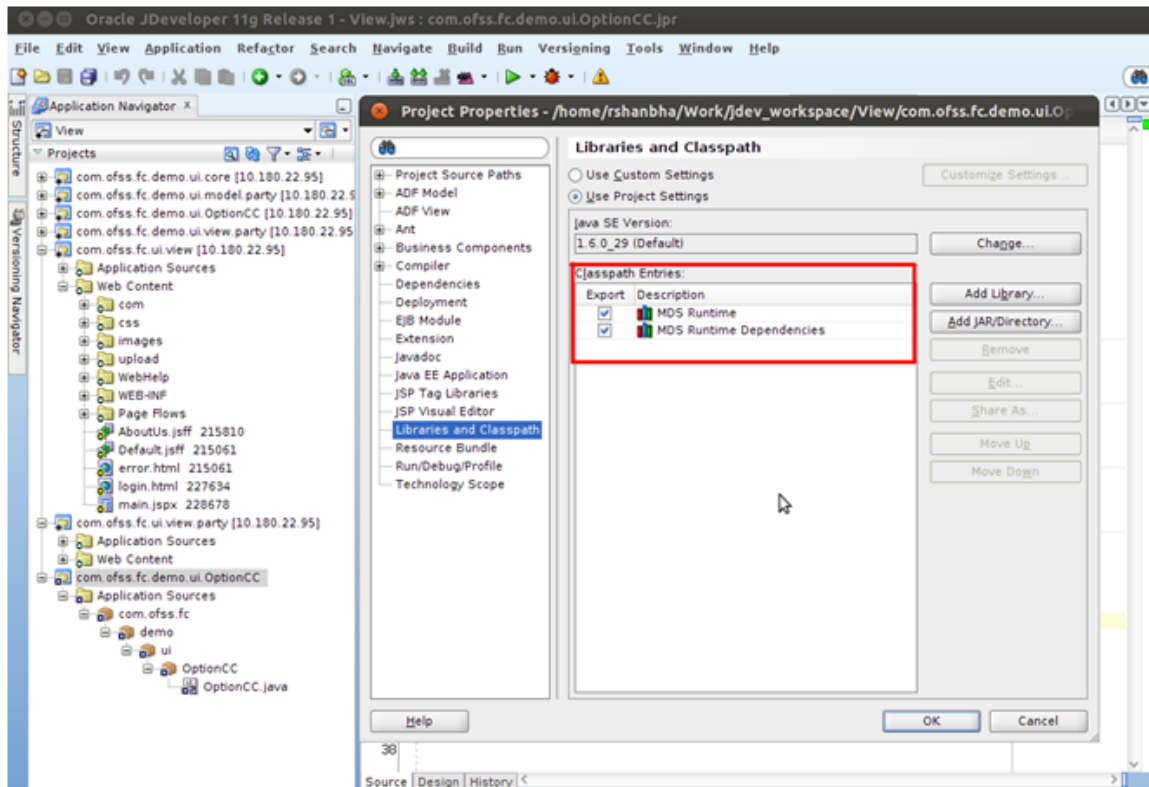 Oracle JDeveloper 11g Release 1 - View.jws : com.ofss.fc.demo.ui.OptionCC.jpr
File Edit View Application Refactor Search Navigate Build Run Versioning Tools Window Help
Structure
Versioning Navigator
Application Navigator
View
Projects
com.ofss.fc.demo.ui.core [10.180.22.95]
com.ofss.fc.demo.ui.model.party [10.180.22.9
com.ofss.fc.demo.ui.OptionCC [10.180.22.95]
com.ofss.fc.demo.ui.view.party [10.180.22.95
com.ofss.fc.ui.view [10.180.22.95]
Application Sources
Web Content
com
css
images
upload
WebHelp
WEB-INF
Page Flows
AboutUs.jsff 215810
Default.jsff 215061
error.html 215061
login.html 227634
main.jspx 228678
com.ofss.fc.ui.view.party [10.180.22.95]
Application Sources
Web Content
com.ofss.fc.demo.ui.OptionCC
Application Sources
com.ofss.fc
demo
ui
OptionCC
OptionCC.java
Project Properties - /home/rshanbha/Work/jdev_workspace/View/com.ofss.fc.demo.ui.Op
Project Source Paths
ADF Model
ADF View
Ant
Business Components
Compiler
Dependencies
Deployment
EJB Module
Extension
Javadoc
Java EE Application
JSP Tag Libraries
JSP Visual Editor
Libraries and Classpath
Resource Bundle
Run/Debug/Profile
Technology Scope
Libraries and Classpath
Use Custom Settings
Customize Settings...
Use Project Settings
Java SE Version:
1.6.0_29 (Default)
Change...
Classpath Entries:
Export Description
MDS Runtime
MDS Runtime Dependencies
Add Library...
Add JAR/Directory...
Remove
Edit...
Share As...
Move Up
Move Down
Help
OK
Cancel
38
Source Design History